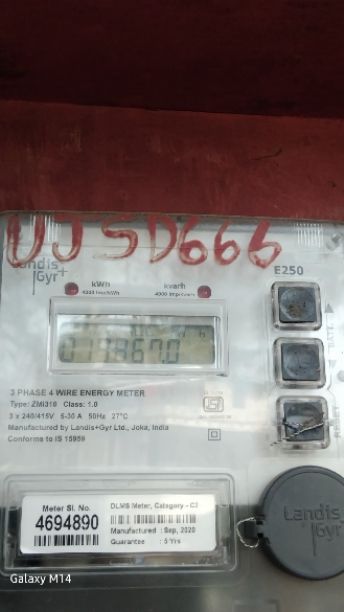 UJSD666
Landis
|Gyr+
E250
kWh
kvarh
3 PHASE 4 WIRE ENERGY METER
Type: ZMI310 Class: 1.0
3 x 240/415V 5-30 A 50Hz 27°C
Manufactured by Landis+Gyr Ltd., Joka, India
Conforms to IS 15959
RESET
Meter Sl. No.
4694890
DLMS Meter, Category - C3
Manufactured : Sep, 2020
Guarantee : 5 Yrs
Landis
Gyr
Galaxy M14